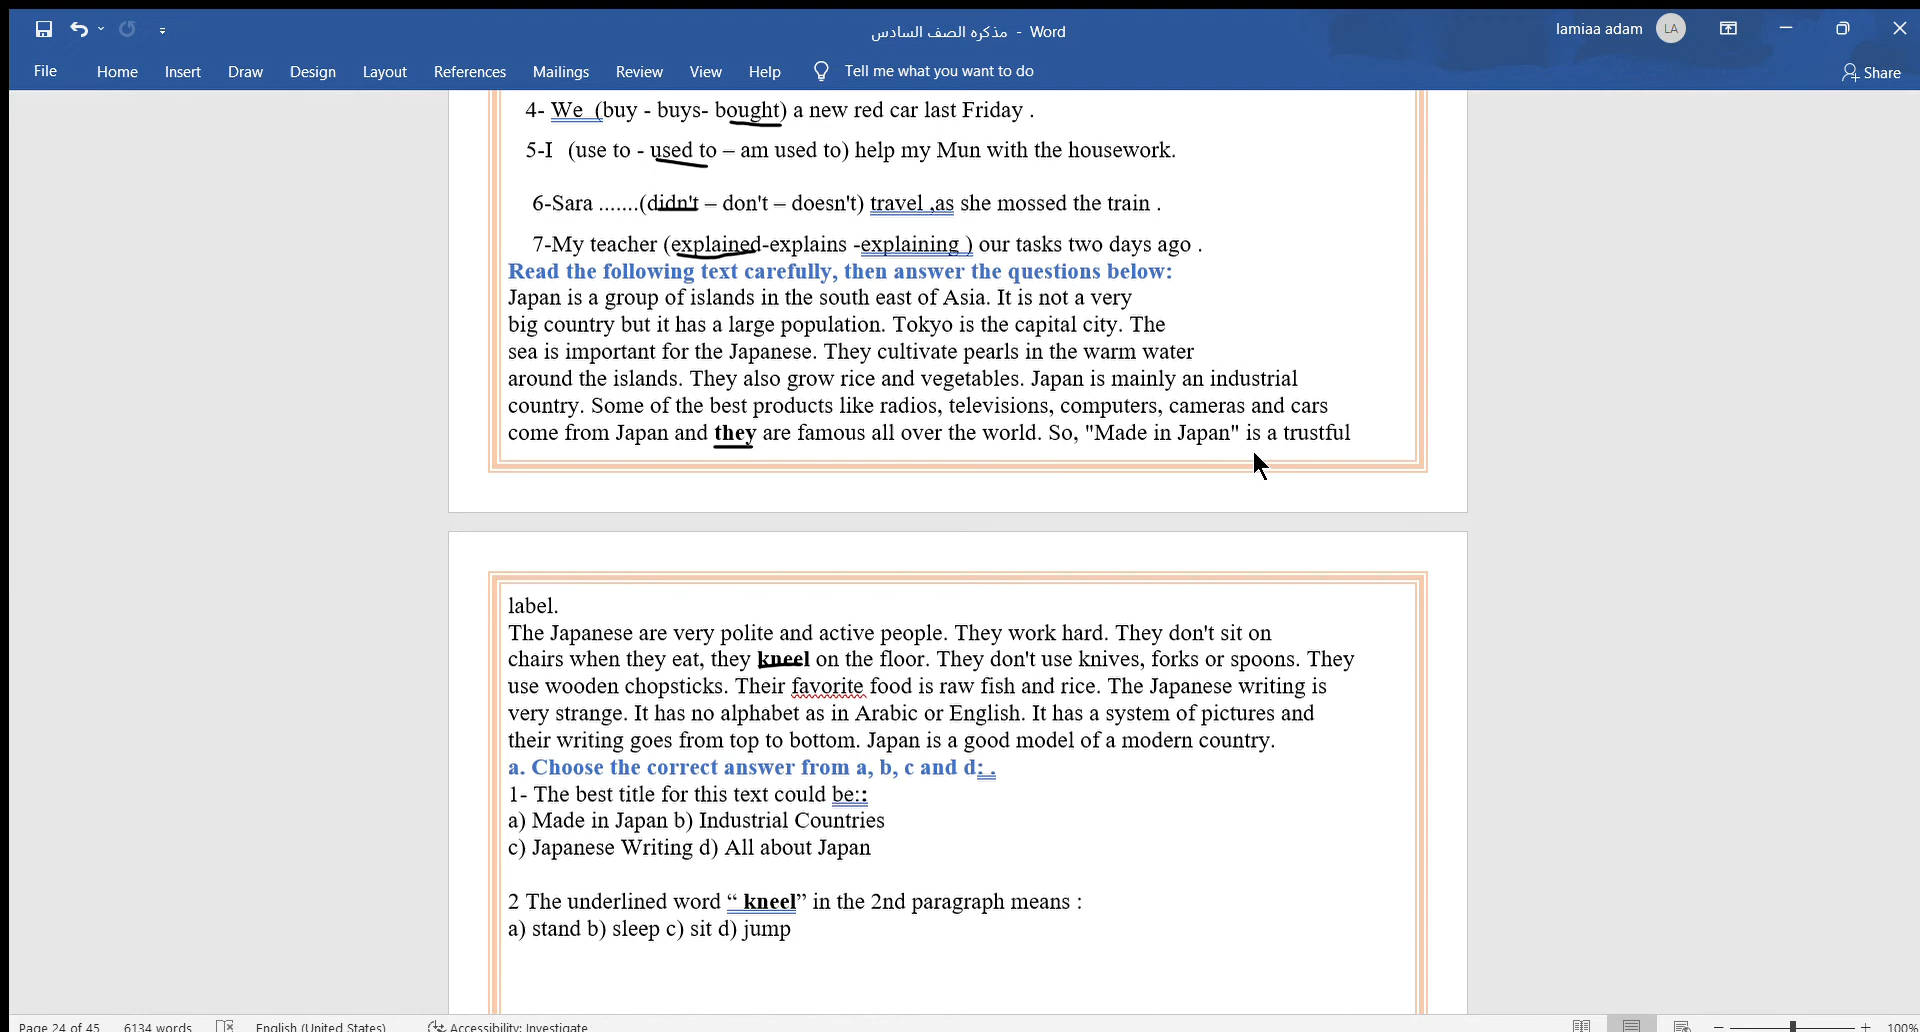 مذكره الصف السادس - Word
lamiaa adam
LA
File Home Insert Draw Design Layout References Mailings Review View Help Tell me what you want to do
Share
4- We (buy - buys- bought) a new red car last Friday .
5-I (use to - used to – am used to) help my Mun with the housework.
6-Sara .......(didn't – don't – doesn't) travel ,as she mossed the train .
7-My teacher (explained-explains -explaining ) our tasks two days ago .
Read the following text carefully, then answer the questions below:
Japan is a group of islands in the south east of Asia. It is not a very
big country but it has a large population. Tokyo is the capital city. The
sea is important for the Japanese. They cultivate pearls in the warm water
around the islands. They also grow rice and vegetables. Japan is mainly an industrial
country. Some of the best products like radios, televisions, computers, cameras and cars
come from Japan and they are famous all over the world. So, "Made in Japan" is a trustful
label.
The Japanese are very polite and active people. They work hard. They don't sit on
chairs when they eat, they kneel on the floor. They don't use knives, forks or spoons. They
use wooden chopsticks. Their favorite food is raw fish and rice. The Japanese writing is
very strange. It has no alphabet as in Arabic or English. It has a system of pictures and
their writing goes from top to bottom. Japan is a good model of a modern country.
a. Choose the correct answer from a, b, c and d: .
1- The best title for this text could be::
a) Made in Japan b) Industrial Countries
c) Japanese Writing d) All about Japan
2 The underlined word “ kneel” in the 2nd paragraph means :
a) stand b) sleep c) sit d) jump
Page 24 of 45 6134 words English (United States) Accessibility: Investigate 100%